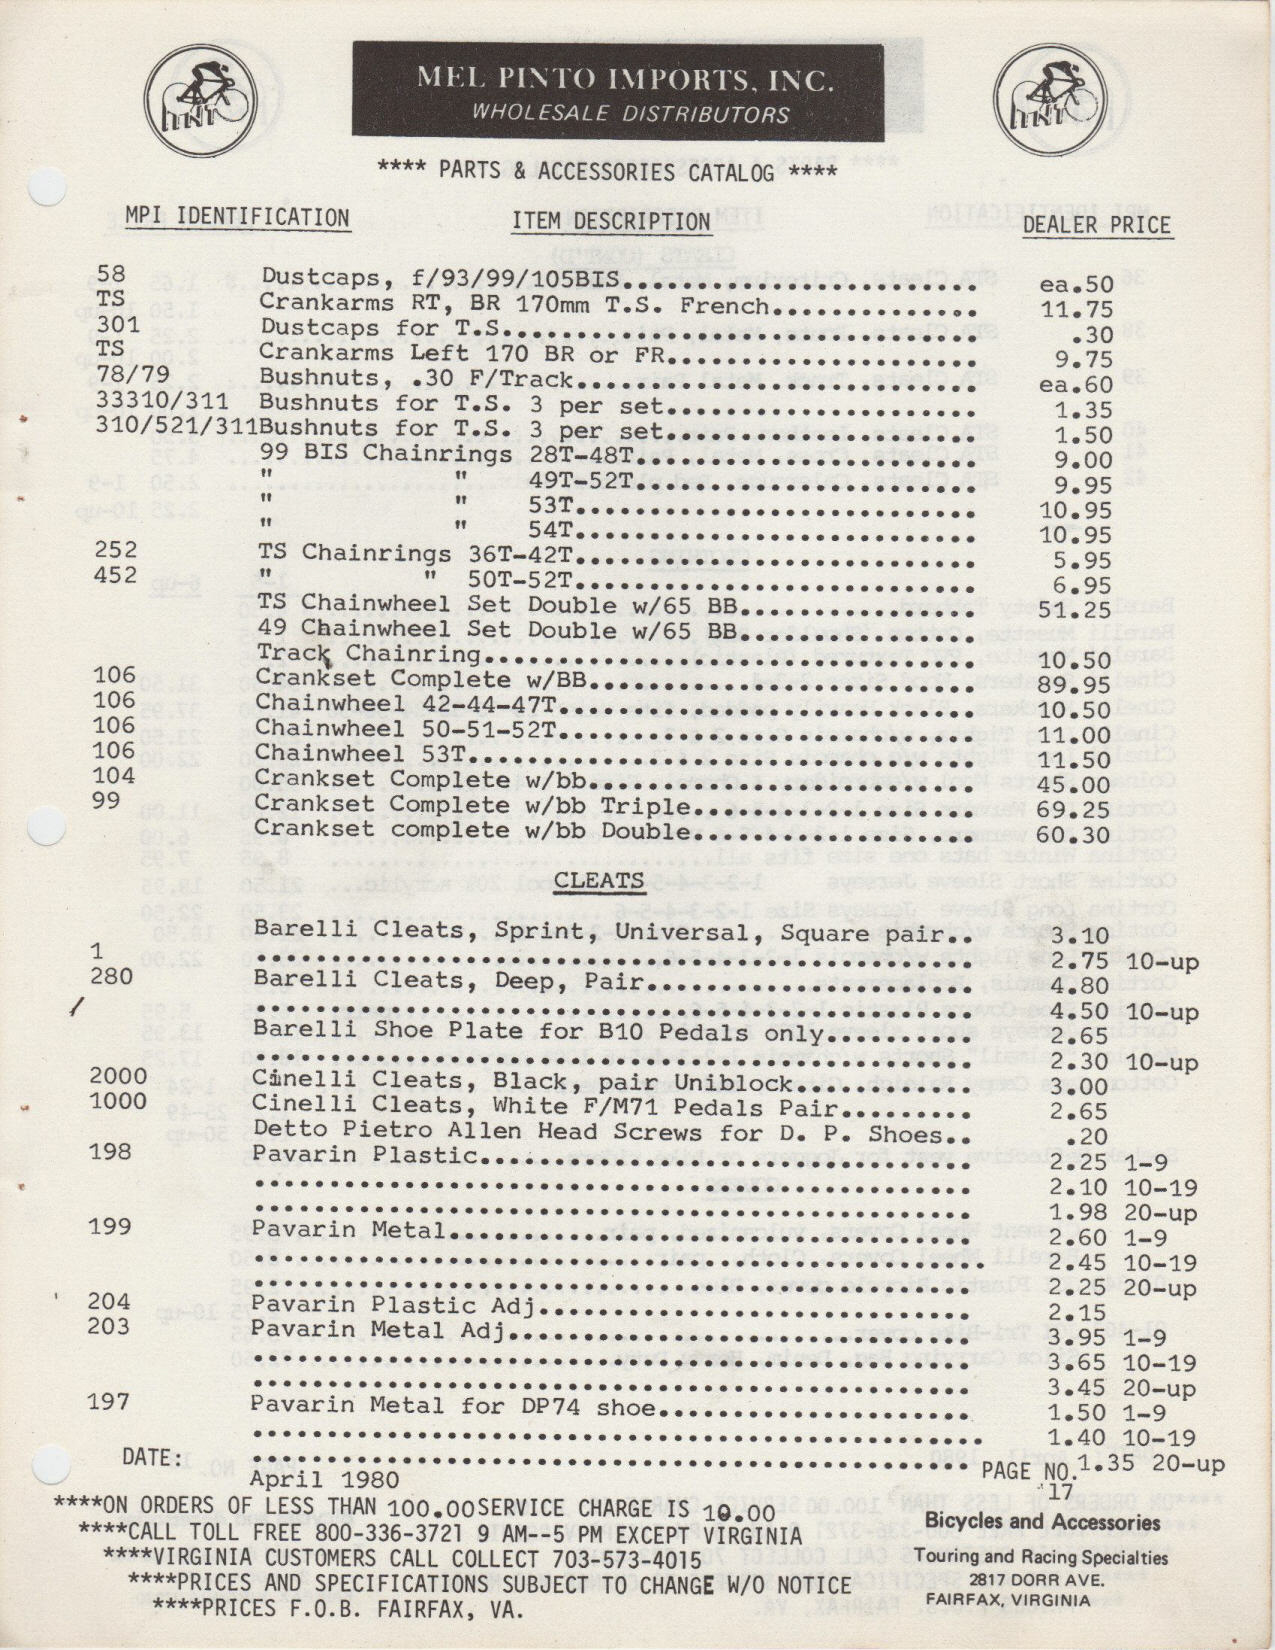 MEL PINTO IMPORTS, INC.
WHOLESALE DISTRIBUTORS
**** PARTS & ACCESSORIES CATALOG ****
MPI IDENTIFICATION ITEM DESCRIPTION DEALER PRICE
58 Dustcaps, f/93/99/105BIS........................ ea.50
TS Crankarms RT, BR 170mm T.S. French.............. 11.75
301 Dustcaps for T.S................................ .30
TS Crankarms Left 170 BR or FR..................... 9.75
78/79 Bushnuts, .30 F/Track........................... ea.60
33310/311 Bushnuts for T.S. 3 per set..................... 1.35
310/521/311Bushnuts for T.S. 3 per set..................... 1.50
99 BIS Chainrings 28T-48T....................... 9.00
" " 49T-52T....................... 9.95
" " 53T........................... 10.95
" " 54T........................... 10.95
252 TS Chainrings 36T-42T........................... 5.95
452 " " 50T-52T........................... 6.95
TS Chainwheel Set Double w/65 BB................ 51.25
49 Chainwheel Set Double w/65 BB................
Track Chainring................................. 10.50
106 Crankset Complete w/BB.......................... 89.95
106 Chainwheel 42-44-47T............................ 10.50
106 Chainwheel 50-51-52T............................ 11.00
106 Chainwheel 53T.................................. 11.50
104 Crankset Complete w/bb.......................... 45.00
99 Crankset Complete w/bb Triple................... 69.25
Crankset complete w/bb Double................... 60.30
CLEATS
Barelli Cleats, Sprint, Universal, Square pair.. 3.10
1 ................................................ 2.75 10-up
280 Barelli Cleats, Deep, Pair...................... 4.80
................................................ 4.50 10-up
Barelli Shoe Plate for B10 Pedals only.......... 2.65
................................................ 2.30 10-up
2000 Cinelli Cleats, Black, pair Uniblock............ 3.00
1000 Cinelli Cleats, White F/M71 Pedals Pair......... 2.65
Detto Pietro Allen Head Screws for D. P. Shoes.. .20
198 Pavarin Plastic................................. 2.25 1-9
................................................ 2.10 10-19
................................................ 1.98 20-up
199 Pavarin Metal................................... 2.60 1-9
................................................. 2.45 10-19
................................................ 2.25 20-up
204 Pavarin Plastic Adj............................. 2.15
203 Pavarin Metal Adj............................... 3.95 1-9
................................................ 3.65 10-19
................................................ 3.45 20-up
197 Pavarin Metal for DP74 shoe..................... 1.50 1-9
................................................. 1.40 10-19
................................................. 1.35 20-up
DATE: April 1980 PAGE NO. 17
****ON ORDERS OF LESS THAN 100.00SERVICE CHARGE IS 10.00
****CALL TOLL FREE 800-336-3721 9 AM--5 PM EXCEPT VIRGINIA
****VIRGINIA CUSTOMERS CALL COLLECT 703-573-4015
****PRICES AND SPECIFICATIONS SUBJECT TO CHANGE W/O NOTICE
****PRICES F.O.B. FAIRFAX, VA.
Bicycles and Accessories
Touring and Racing Specialties
2817 DORR AVE.
FAIRFAX, VIRGINIA